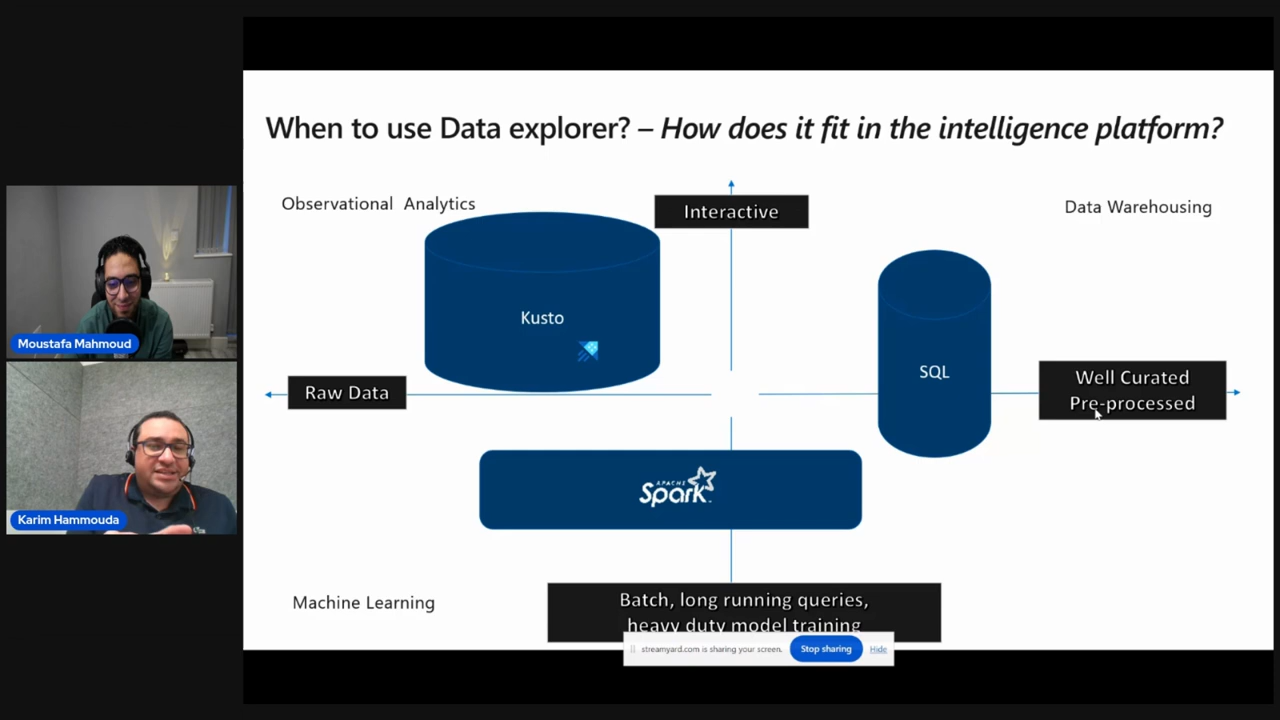 When to use Data explorer? – How does it fit in the intelligence platform?
Observational Analytics
Interactive
Data Warehousing
Kusto
SQL
Raw Data
Well Curated
Pre-processed
APACHE
Spark
Machine Learning
Batch, long running queries,
heavy duty model training
streamyard.com is sharing your screen.
Stop sharing
Hide
Moustafa Mahmoud
Karim Hammouda